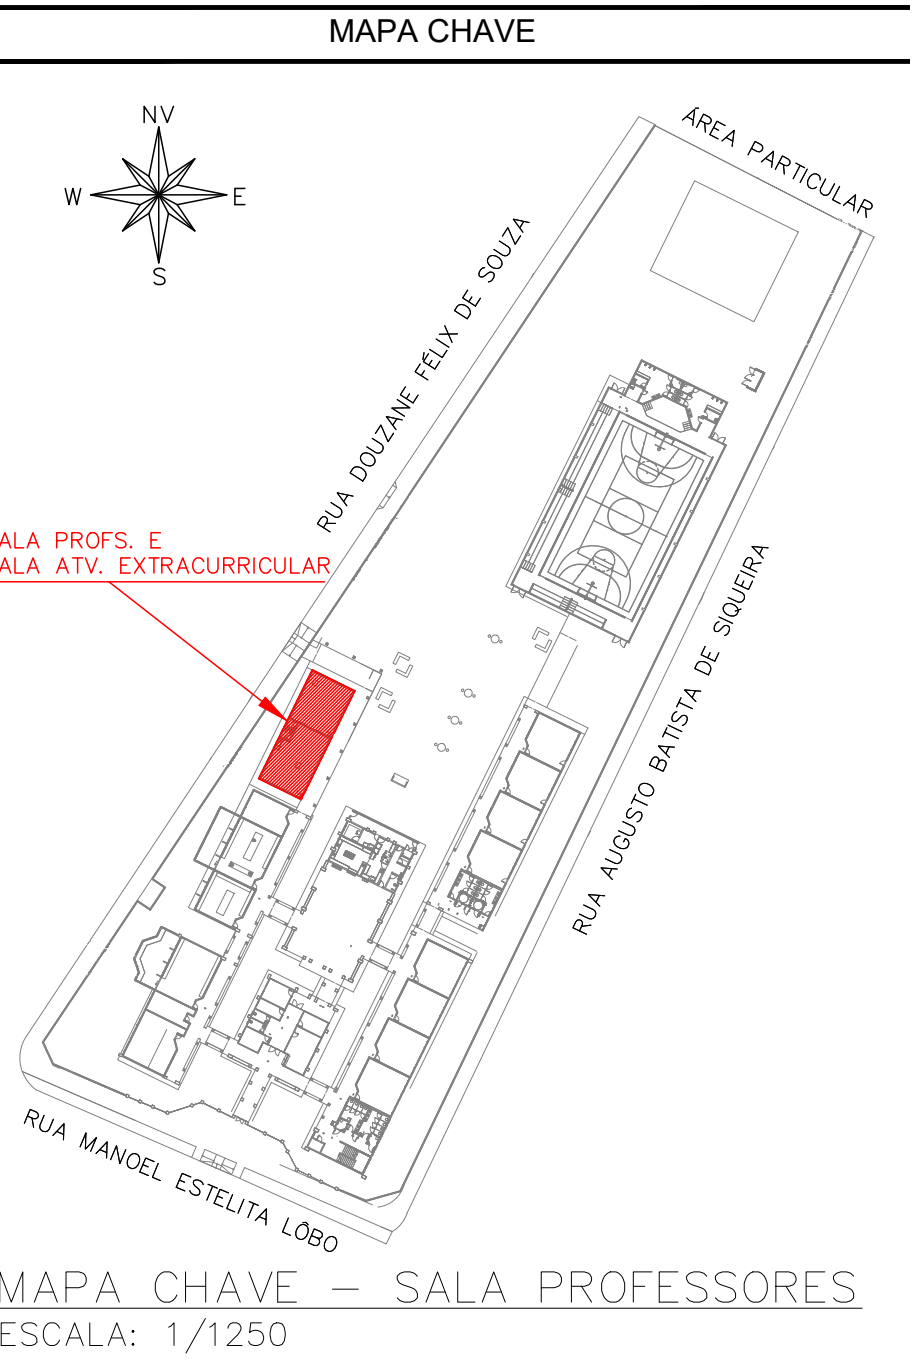 MAPA CHAVE
NV
W
E
S
ÁREA PARTICULAR
RUA DOUZANE FÉLIX DE SOUZA
ALA PROFS. E
ALA ATV. EXTRACURRICULAR
RUA AUGUSTO BATISTA DE SIQUEIRA
RUA MANOEL ESTELITA LÔBO
MAPA CHAVE – SALA PROFESSORES
ESCALA: 1/1250